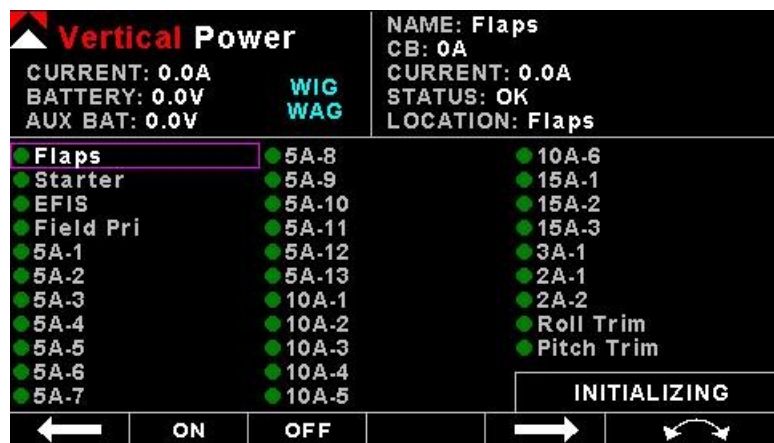 Vertical Power
CURRENT: 0.0A
BATTERY: 0.0V
AUX BAT: 0.0V
WIG
WAG
NAME: Flaps
CB: 0A
CURRENT: 0.0A
STATUS: OK
LOCATION: Flaps
Flaps
Starter
EFIS
Field Pri
5A-1
5A-2
5A-3
5A-4
5A-5
5A-6
5A-7
5A-8
5A-9
5A-10
5A-11
5A-12
5A-13
10A-1
10A-2
10A-3
10A-4
10A-5
10A-6
15A-1
15A-2
15A-3
3A-1
2A-1
2A-2
Roll Trim
Pitch Trim
INITIALIZING
ON
OFF